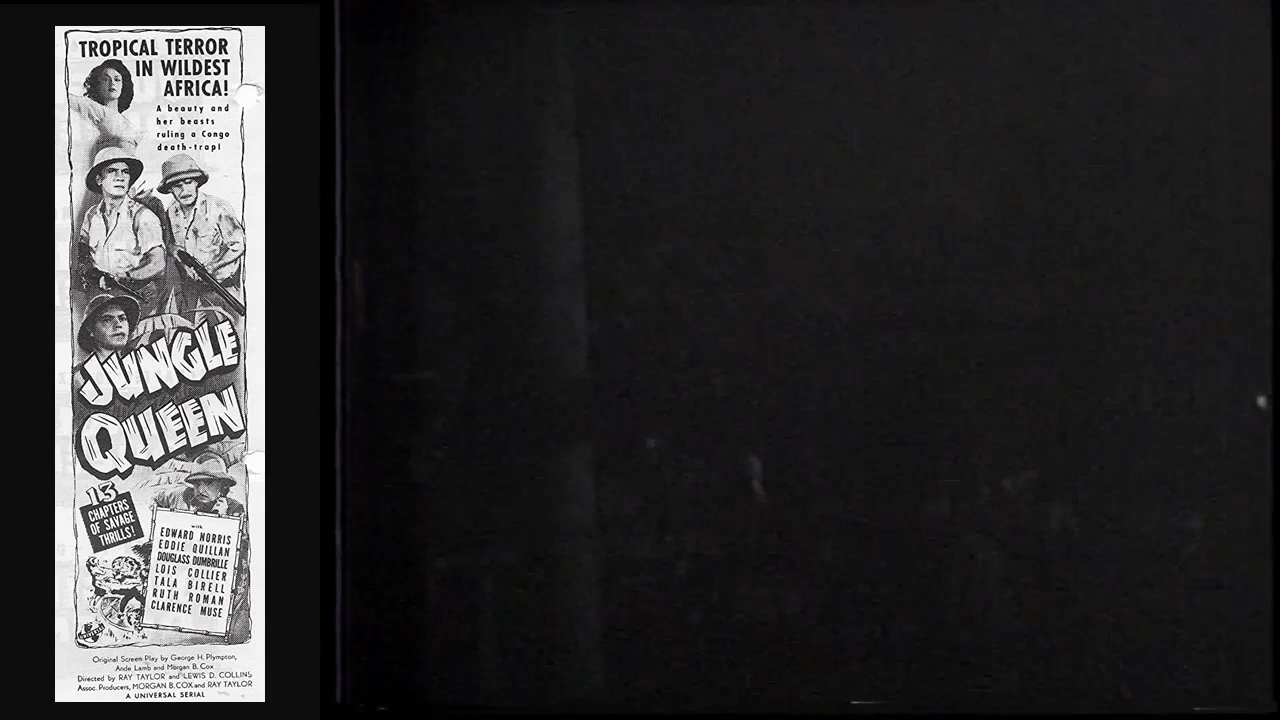 TROPICAL TERROR
IN WILDEST
AFRICA!
A beauty and
her beasts
ruling a Congo
death-trap!
JUNGLE
QUEEN
13
CHAPTERS
OF SAVAGE
THRILLS!
with
EDWARD NORRIS
EDDIE QUILLAN
DOUGLASS DUMBRILLE
LOIS COLLIER
TALA BIRELL
RUTH ROMAN
CLARENCE MUSE
Original Screen Play by George H. Plympton,
Ande Lamb and Morgan B. Cox
Directed by RAY TAYLOR and LEWIS D. COLLINS
Assoc. Producers, MORGAN B. COX and RAY TAYLOR
A UNIVERSAL SERIAL